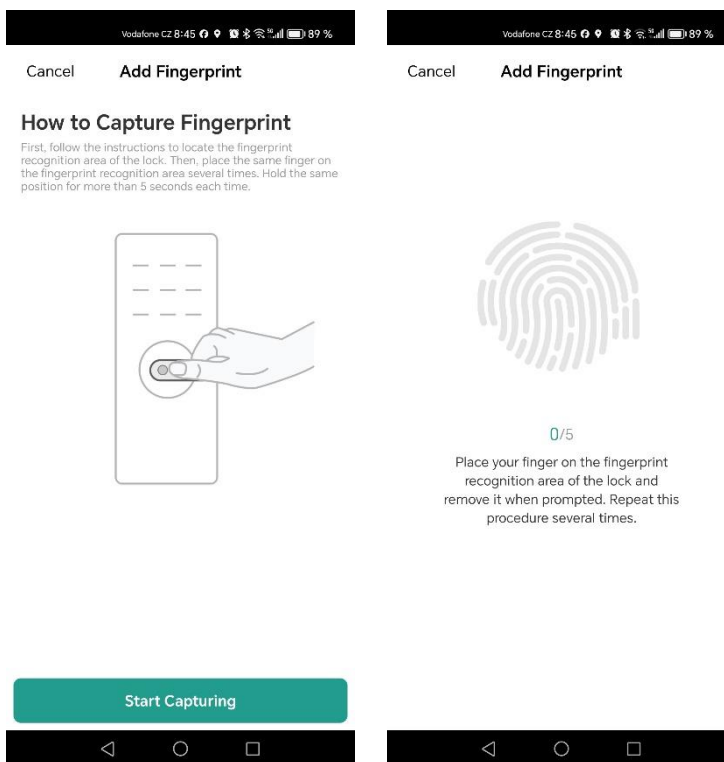 Vodafone CZ 8:45 89 %
Cancel Add Fingerprint
How to Capture Fingerprint
First, follow the instructions to locate the fingerprint
recognition area of the lock. Then, place the same finger on
the fingerprint recognition area several times. Hold the same
position for more than 5 seconds each time.
Start Capturing
Vodafone CZ 8:45 89 %
Cancel Add Fingerprint
0/5
Place your finger on the fingerprint
recognition area of the lock and
remove it when prompted. Repeat this
procedure several times.